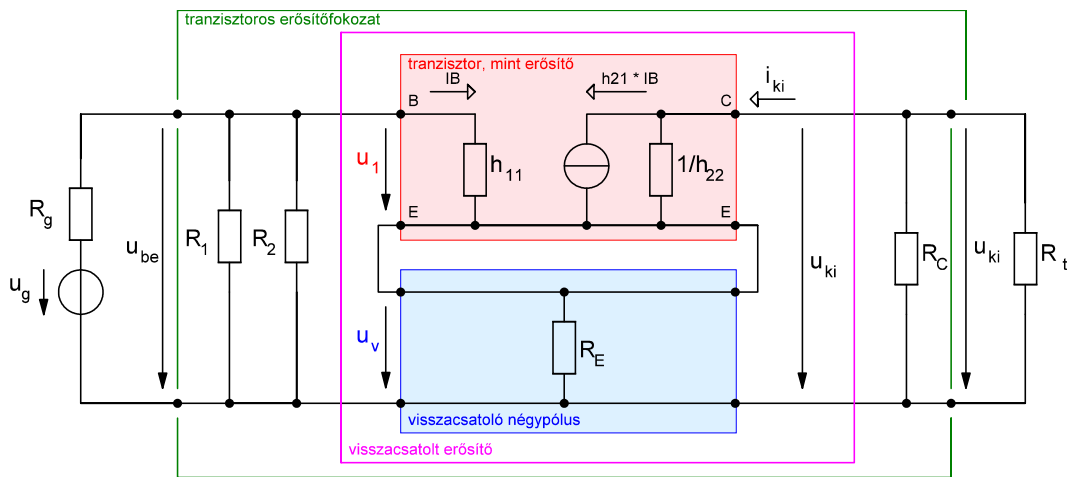 tranzisztoros erősítőfokozat
tranzisztor, mint erősítő
IB
h21 * IB
i ki
B
C
u 1
h 11
1/h 22
R g
u be
R 1
R 2
E
E
u ki
R C
u ki
R t
u g
u v
R E
visszacsatoló négypólus
visszacsatolt erősítő